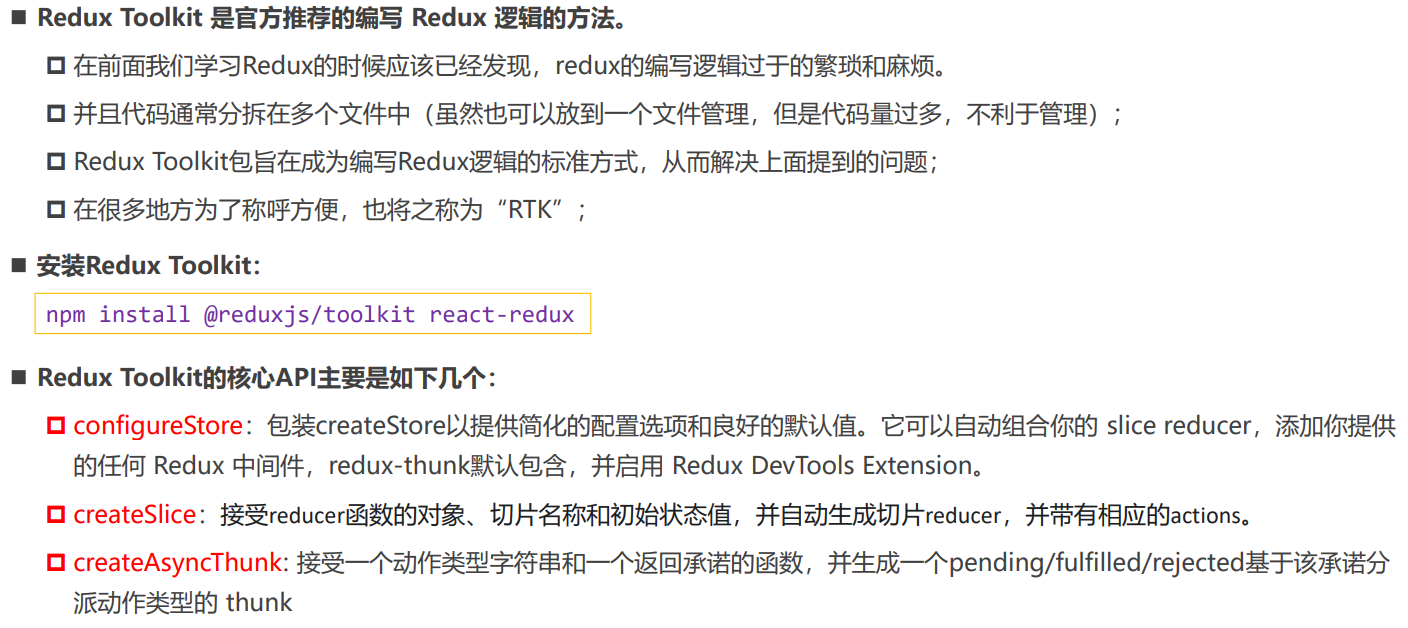 Redux Toolkit 是官方推荐的编写 Redux 逻辑的方法。
在前面我们学习Redux的时候应该已经发现，redux的编写逻辑过于的繁琐和麻烦。
并且代码通常分拆在多个文件中（虽然也可以放到一个文件管理，但是代码量过多，不利于管理）；
Redux Toolkit包旨在成为编写Redux逻辑的标准方式，从而解决上面提到的问题；
在很多地方为了称呼方便，也将之称为“RTK”；
安装Redux Toolkit：
npm install @reduxjs/toolkit react-redux
Redux Toolkit的核心API主要是如下几个：
configureStore：包装createStore以提供简化的配置选项和良好的默认值。它可以自动组合你的 slice reducer，添加你提供
的任何 Redux 中间件，redux-thunk默认包含，并启用 Redux DevTools Extension。
createSlice：接受reducer函数的对象、切片名称和初始状态值，并自动生成切片reducer，并带有相应的actions。
createAsyncThunk: 接受一个动作类型字符串和一个返回承诺的函数，并生成一个pending/fulfilled/rejected基于该承诺分
派动作类型的 thunk